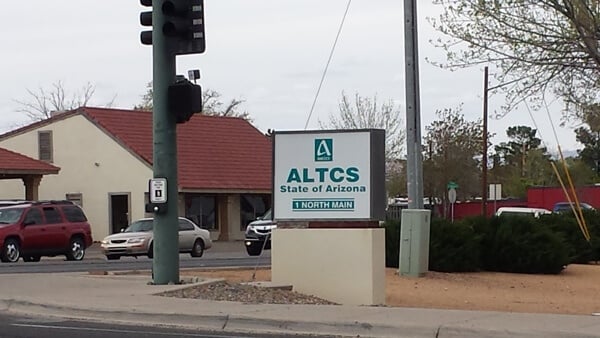 ALTCS
State of Arizona
1 NORTH MAIN